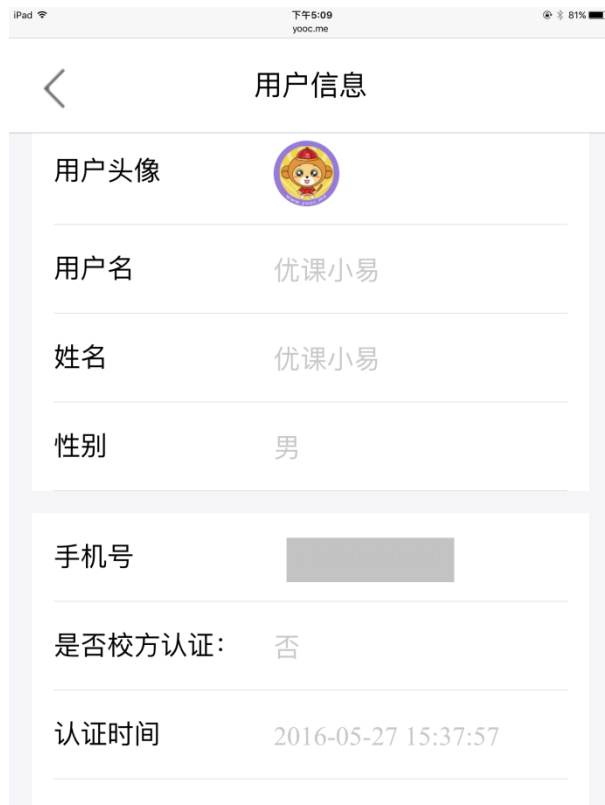 iPad 下午5:09 81%
yooc.me
用户信息
用户头像
用户名 优课小易
姓名 优课小易
性别 男
手机号
是否校方认证： 否
认证时间 2016-05-27 15:37:57